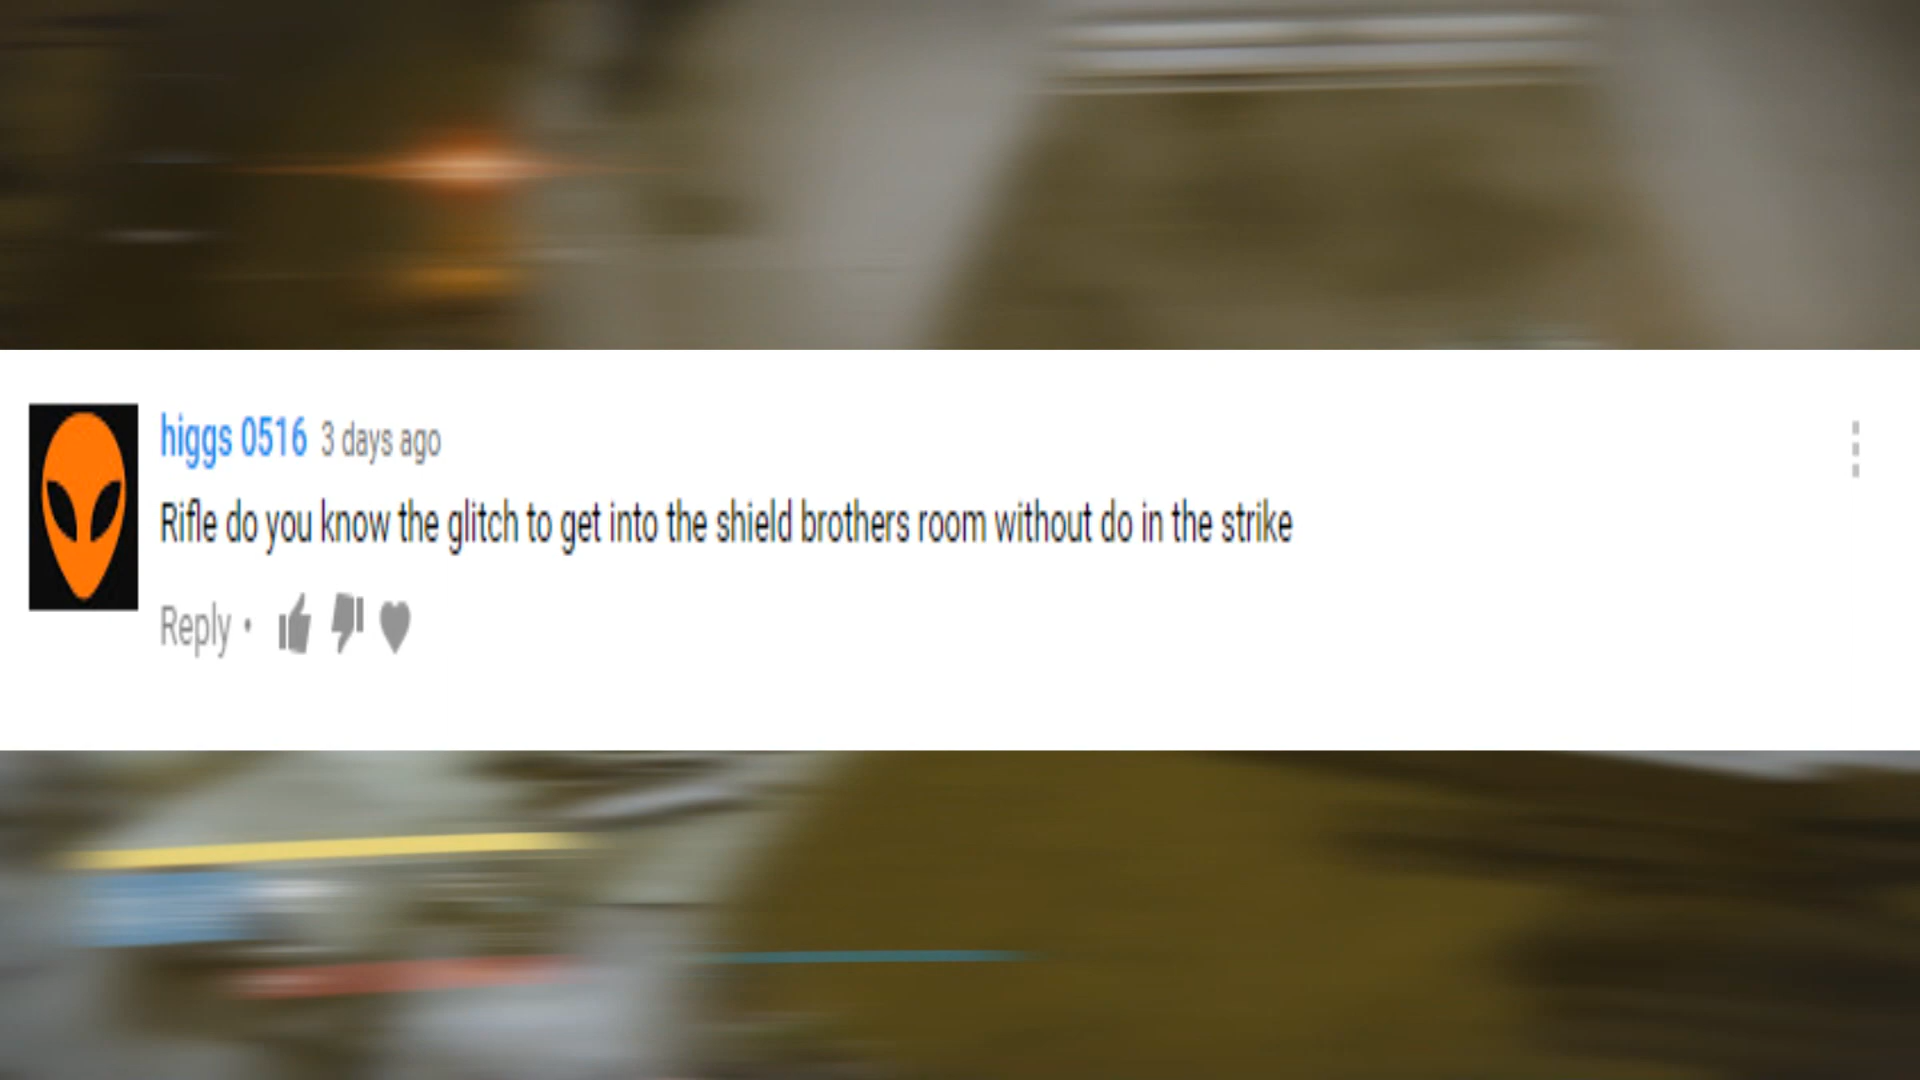 higgs 0516 3 days ago
Rifle do you know the glitch to get into the shield brothers room without do in the strike
Reply •